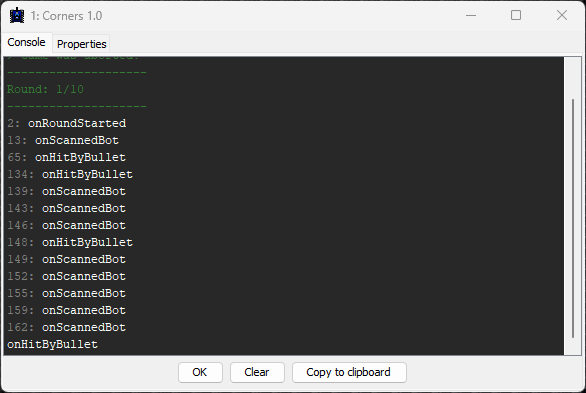 1: Corners 1.0
Console Properties
--------------------
Round: 1/10
--------------------
2: onRoundStarted
13: onScannedBot
65: onHitByBullet
134: onHitByBullet
139: onScannedBot
143: onScannedBot
146: onScannedBot
148: onHitByBullet
149: onScannedBot
152: onScannedBot
155: onScannedBot
159: onScannedBot
162: onScannedBot
onHitByBullet
OK Clear Copy to clipboard